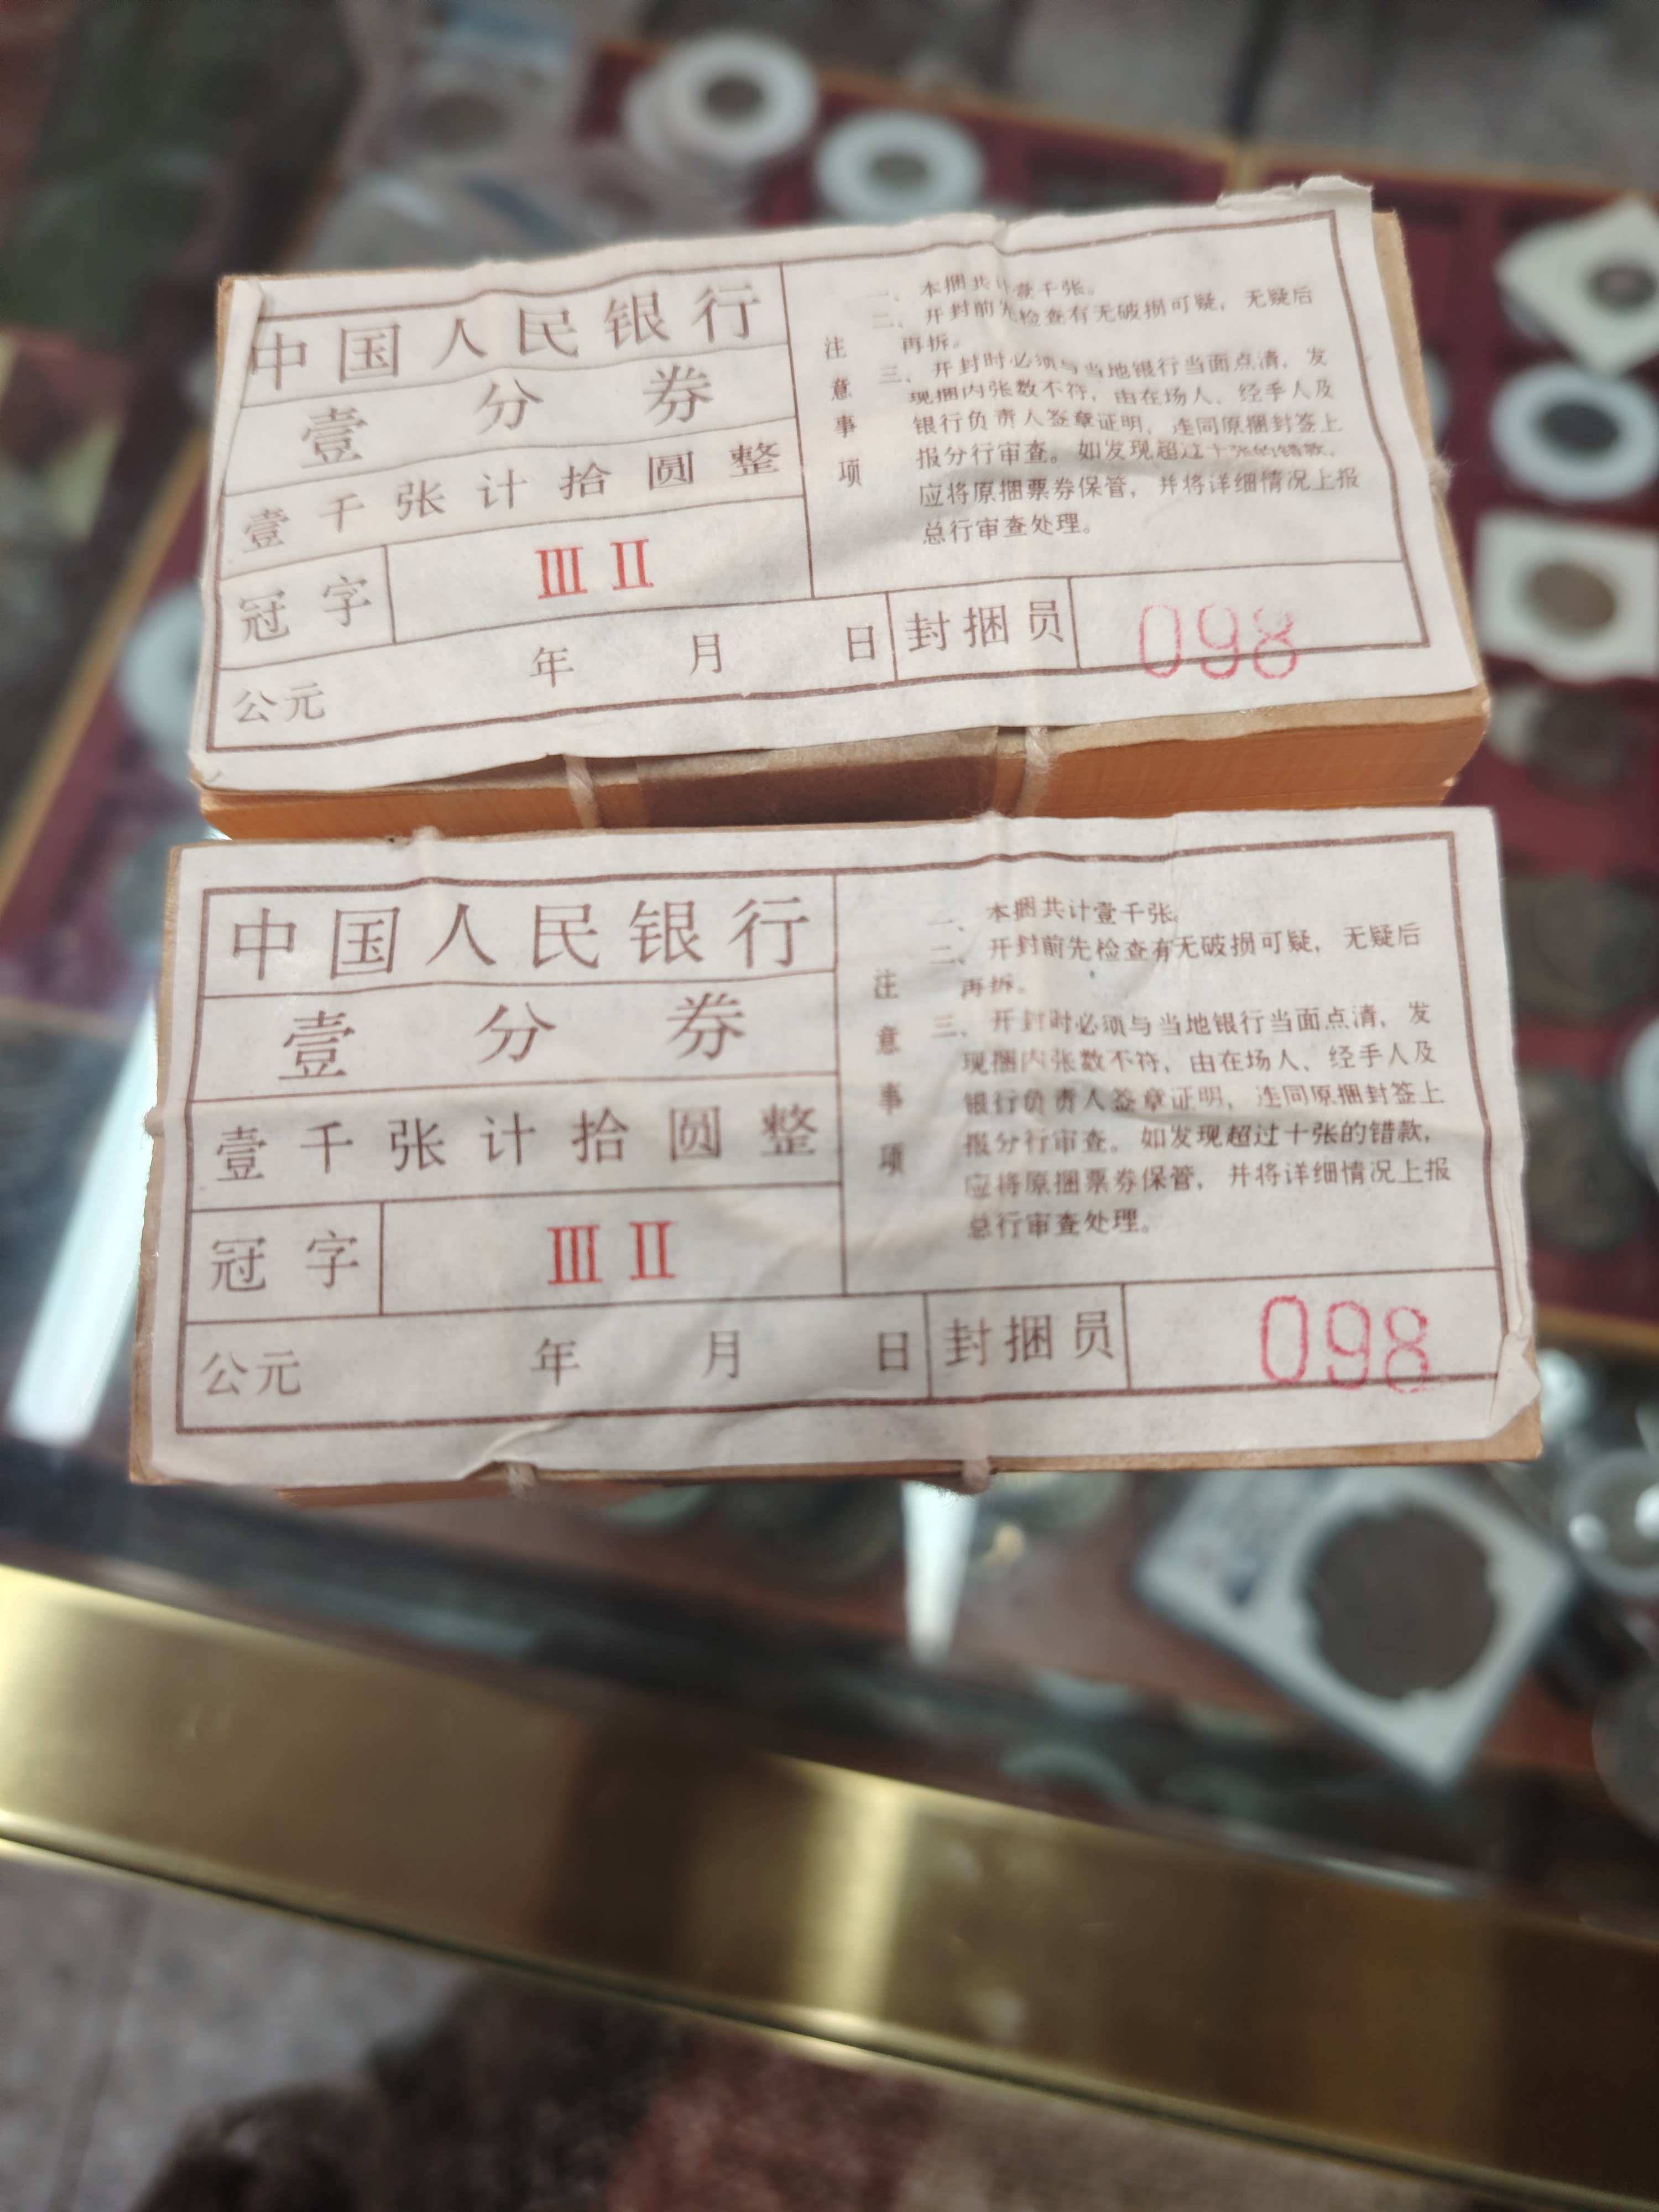 中国人民银行
壹分券
壹千张计拾圆整
冠字 Ⅲ Ⅱ
公元 年 月 日
注意事项
一、本捆共计壹千张。
二、开封前先检查有无破损可疑，无疑后
再拆。
三、开封时必须与当地银行当面点清，发
现捆内张数不符，由在场人、经手人及
银行负责人签章证明，连同原捆封签上
报分行审查。如发现超过十张的错款，
应将原捆票券保管，并将详细情况上报
总行审查处理。
封捆员 098
中国人民银行
壹分券
壹千张计拾圆整
冠字 Ⅲ Ⅱ
公元 年 月 日
注意事项
一、本捆共计壹千张。
二、开封前先检查有无破损可疑，无疑后
再拆。
三、开封时必须与当地银行当面点清，发
现捆内张数不符，由在场人、经手人及
银行负责人签章证明，连同原捆封签上
报分行审查。如发现超过十张的错款，
应将原捆票券保管，并将详细情况上报
总行审查处理。
封捆员 098